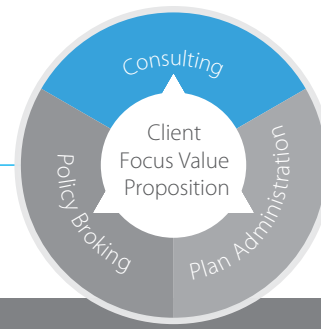 Consulting
Client
Focus Value
Proposition
Policy Broking
Plan Administration